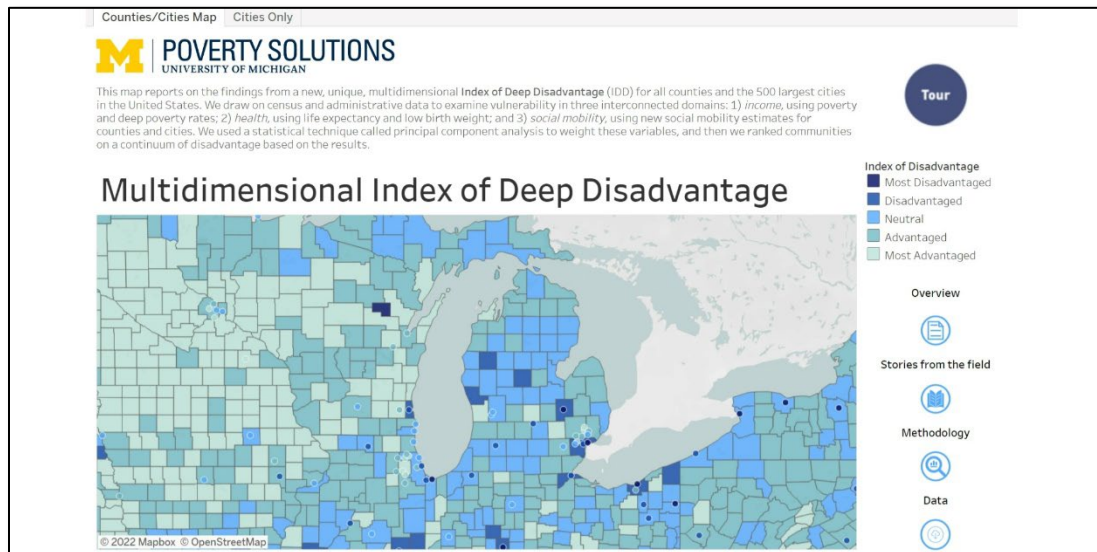 Counties/Cities Map
Cities Only
M
POVERTY SOLUTIONS
UNIVERSITY OF MICHIGAN
This map reports on the findings from a new, unique, multidimensional Index of Deep Disadvantage (IDD) for all counties and the 500 largest cities
in the United States. We draw on census and administrative data to examine vulnerability in three interconnected domains: 1) income, using poverty
and deep poverty rates; 2) health, using life expectancy and low birth weight; and 3) social mobility, using new social mobility estimates for
counties and cities. We used a statistical technique called principal component analysis to weight these variables, and then we ranked communities
on a continuum of disadvantage based on the results.
Tour
Multidimensional Index of Deep Disadvantage
Index of Disadvantage
Most Disadvantaged
Disadvantaged
Neutral
Advantaged
Most Advantaged
Overview
Stories from the field
Methodology
Data
© 2022 Mapbox © OpenStreetMap